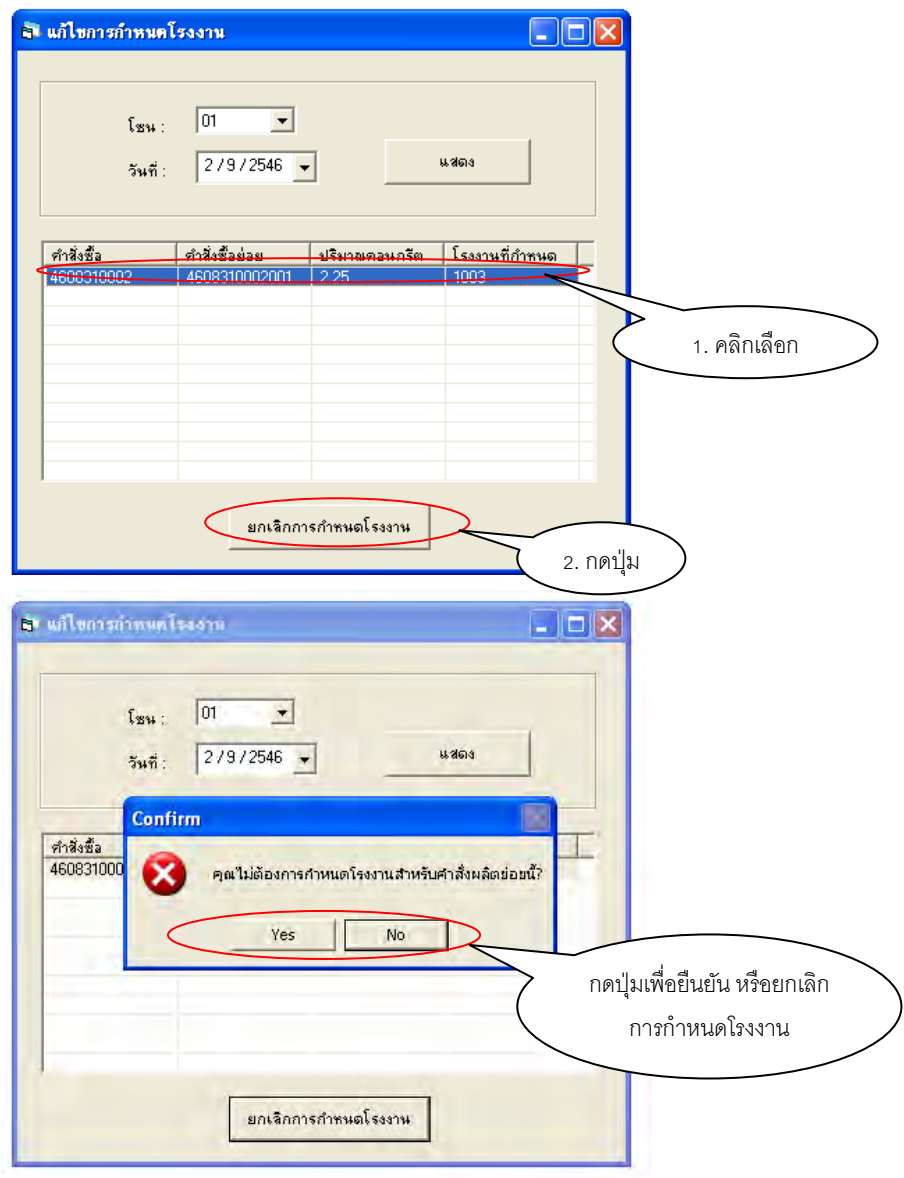 แก้ไขการกำหนดโรงงาน
โซน : 01
วันที่ : 2 / 9 / 2546 แสดง
คำสั่งซื้อ คำสั่งซื้อย่อย ปริมาณคอนกรีต โรงงานที่กำหนด
4608310002 4608310002001 2.25 1003
1. คลิกเลือก
ยกเลิกการกำหนดโรงงาน
2. กดปุ่ม
แก้ไขการกำหนดโรงงาน
โซน : 01
วันที่ : 2 / 9 / 2546 แสดง
Confirm
คำสั่งซื้อ
460831000
คุณไม่ต้องการกำหนดโรงงานสำหรับคำสั่งผลิตย่อยนี้?
Yes No
กดปุ่มเพื่อยืนยัน หรือยกเลิก
การกำหนดโรงงาน
ยกเลิกการกำหนดโรงงาน